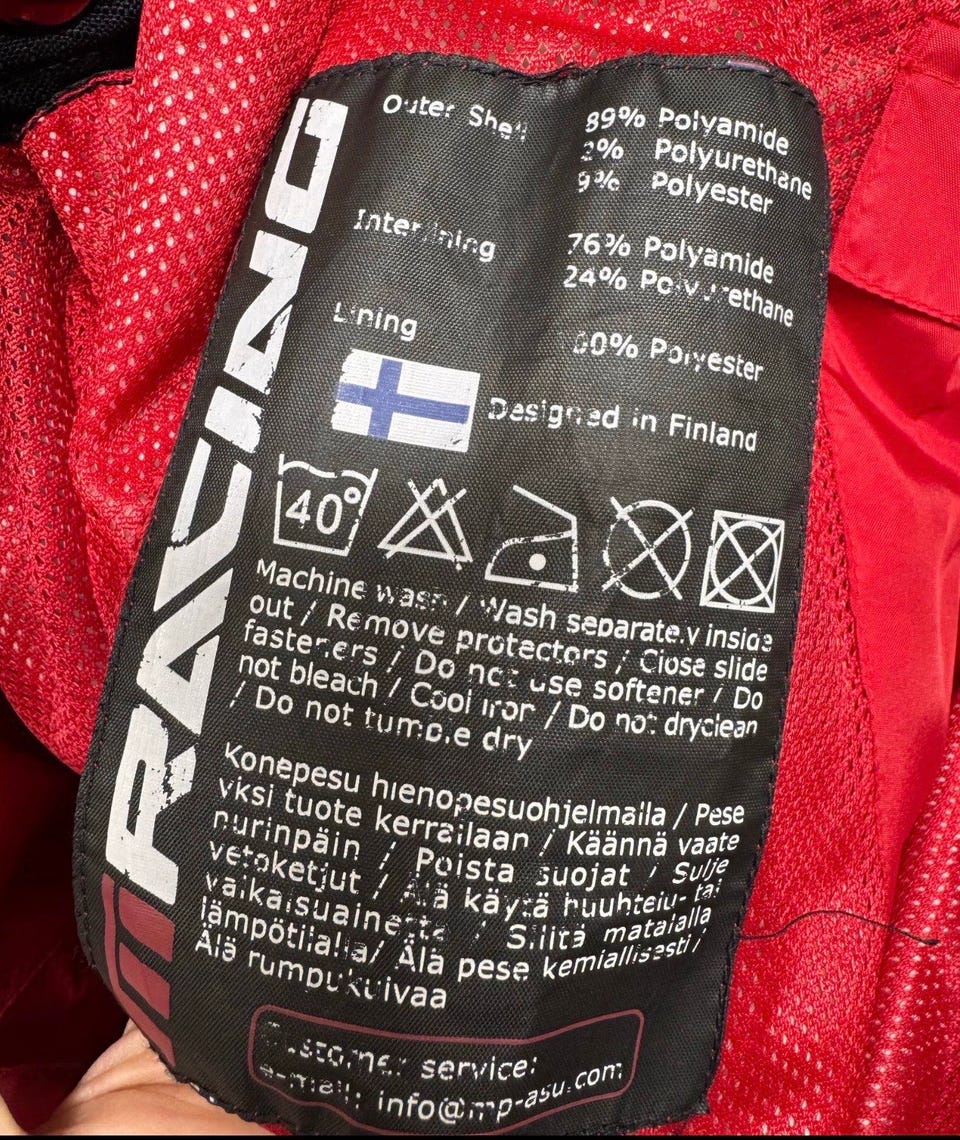 RACING
Outer Shell 89% Polyamide
2% Polyurethane
9% Polyester
Interlining 76% Polyamide
24% Polyurethane
Lining 100% Polyester
Designed in Finland
40°
Machine wash / Wash separately inside
out / Remove protectors / Close slide
fasteners / Do not use softener / Do
not bleach / Cool iron / Do not dryclean
/ Do not tumble dry
Konepesu hienopesuohjelmalla / Pese
yksi tuote kerrallaan / Käännä vaate
nurinpäin / Poista suojat / Sulje
vetoketjut / Älä käytä huuhtelu- tai
valkaisuainetta / Silitä matalalla
lämpötilalla/ Älä pese kemiallisesti /
Älä rumpukuivaa
Customer service:
e-mail: info@mp-asu.com